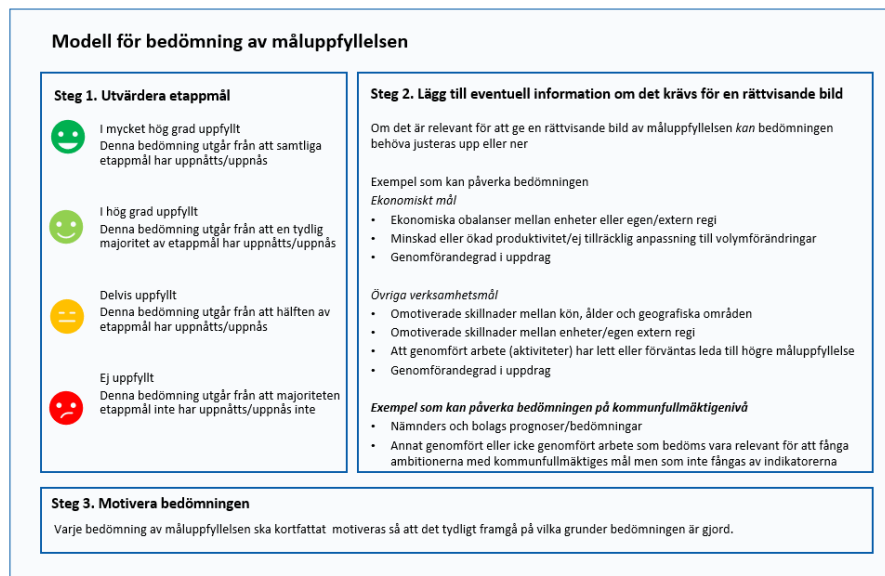 Modell för bedömning av måluppfyllelsen
Steg 1. Utvärdera etappmål
I mycket hög grad uppfyllt
Denna bedömning utgår från att samtliga
etappmål har uppnåtts/uppnås
I hög grad uppfyllt
Denna bedömning utgår från att en tydlig
majoritet av etappmål har uppnåtts/uppnås
Delvis uppfyllt
Denna bedömning utgår från att hälften av
etappmål har uppnåtts/uppnås
Ej uppfyllt
Denna bedömning utgår från att majoriteten
etappmål inte har uppnåtts/uppnås inte
Steg 2. Lägg till eventuell information om det krävs för en rättvisande bild
Om det är relevant för att ge en rättvisande bild av måluppfyllelsen kan bedömningen
behöva justeras upp eller ner
Exempel som kan påverka bedömningen
Ekonomiskt mål
• Ekonomiska obalanser mellan enheter eller egen/extern regi
• Minskad eller ökad produktivitet/ej tillräcklig anpassning till volymförändringar
• Genomförandegrad i uppdrag
Övriga verksamhetsmål
• Omotiverade skillnader mellan kön, ålder och geografiska områden
• Omotiverade skillnader mellan enheter/egen extern regi
• Att genomfört arbete (aktiviteter) har lett eller förväntas leda till högre måluppfyllelse
• Genomförandegrad i uppdrag
Exempel som kan påverka bedömningen på kommunfullmäktigenivå
• Nämnders och bolags prognoser/bedömningar
• Annat genomfört eller icke genomfört arbete som bedöms vara relevant för att fånga
ambitionerna med kommunfullmäktiges mål men som inte fångas av indikatorerna
Steg 3. Motivera bedömningen
Varje bedömning av måluppfyllelsen ska kortfattat motiveras så att det tydligt framgå på vilka grunder bedömningen är gjord.